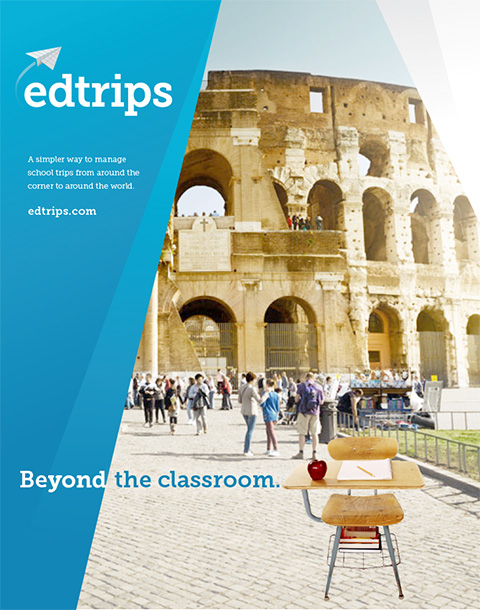 edtrips
A simpler way to manage
school trips from around the
corner to around the world.
edtrips.com
Beyond the classroom.